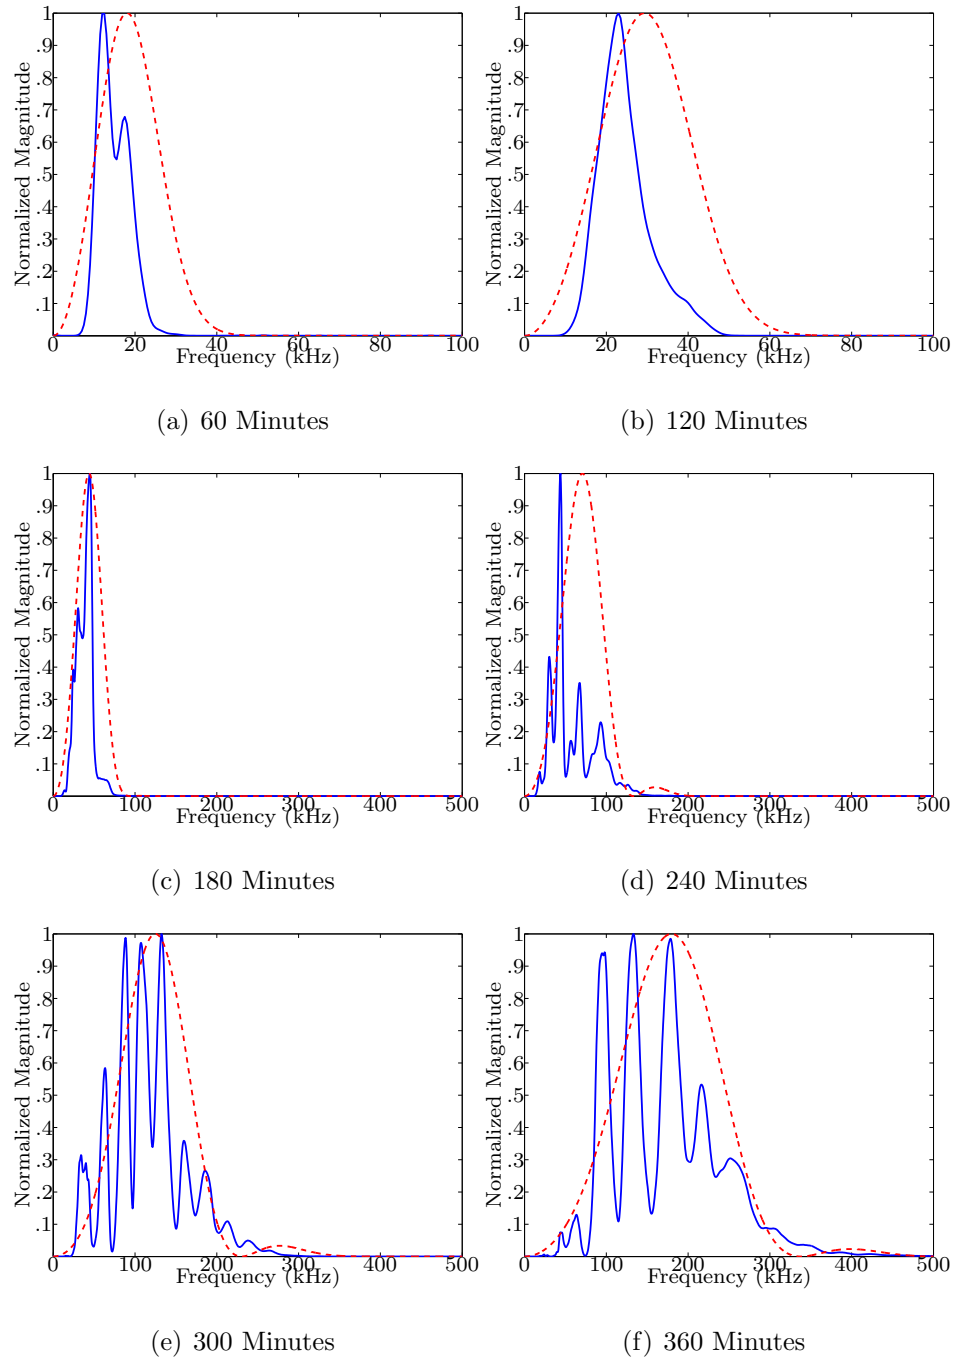 1 1
.9 .9
.8 .8
.7 .7
.6 .6
.5 .5
.4 .4
.3 .3
.2 .2
.1 .1
Normalized Magnitude Normalized Magnitude
0 20 40 60 80 100 0 20 40 60 80 100
Frequency (kHz) Frequency (kHz)
(a) 60 Minutes (b) 120 Minutes
1 1
.9 .9
.8 .8
.7 .7
.6 .6
.5 .5
.4 .4
.3 .3
.2 .2
.1 .1
Normalized Magnitude Normalized Magnitude
0 100 200 300 400 500 0 100 200 300 400 500
Frequency (kHz) Frequency (kHz)
(c) 180 Minutes (d) 240 Minutes
1 1
.9 .9
.8 .8
.7 .7
.6 .6
.5 .5
.4 .4
.3 .3
.2 .2
.1 .1
Normalized Magnitude Normalized Magnitude
0 100 200 300 400 500 0 100 200 300 400 500
Frequency (kHz) Frequency (kHz)
(e) 300 Minutes (f) 360 Minutes